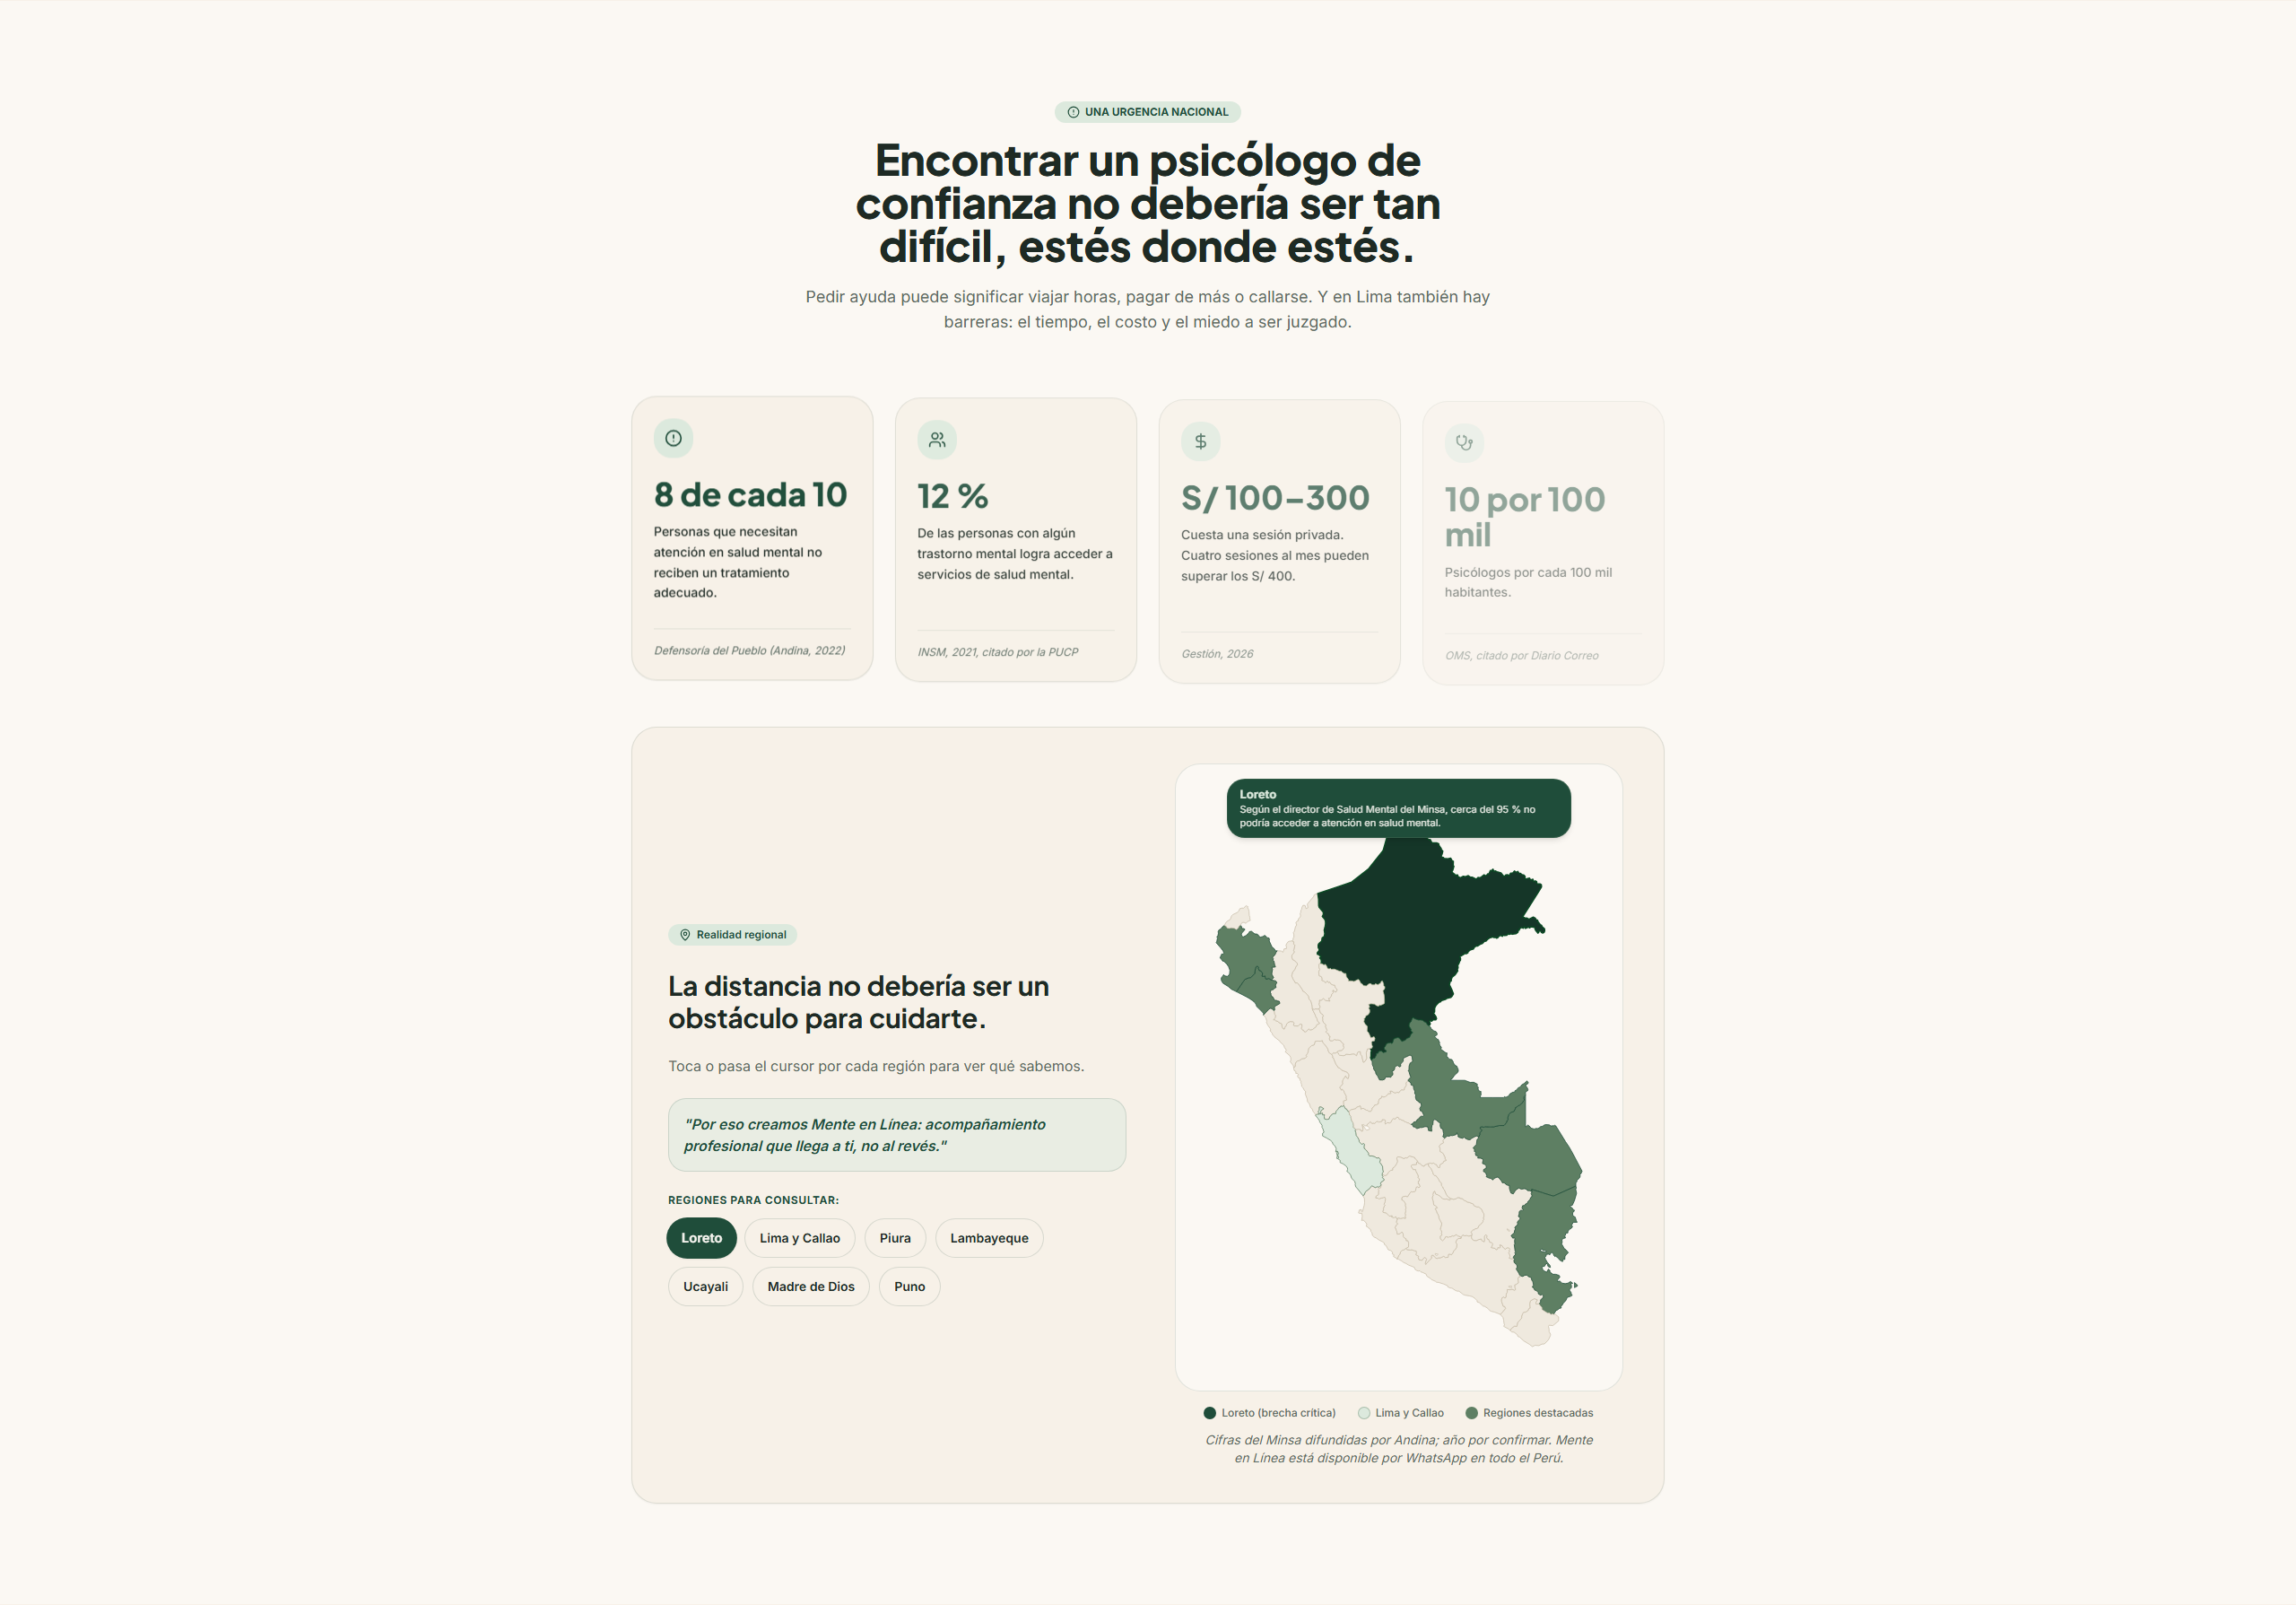 UNA URGENCIA NACIONAL
Encontrar un psicólogo de
confianza no debería ser tan
difícil, estés donde estés.
Pedir ayuda puede significar viajar horas, pagar de más o callarse. Y en Lima también hay
barreras: el tiempo, el costo y el miedo a ser juzgado.
8 de cada 10
Personas que necesitan
atención en salud mental no
reciben un tratamiento
adecuado.
Defensoría del Pueblo (Andina, 2022)
12 %
De las personas con algún
trastorno mental logra acceder a
servicios de salud mental.
INSM, 2021, citado por la PUCP
S/ 100–300
Cuesta una sesión privada.
Cuatro sesiones al mes pueden
superar los S/ 400.
Gestión, 2026
10 por 100
mil
Psicólogos por cada 100 mil
habitantes.
OMS, citado por Diario Correo
Realidad regional
La distancia no debería ser un
obstáculo para cuidarte.
Toca o pasa el cursor por cada región para ver qué sabemos.
"Por eso creamos Mente en Línea: acompañamiento
profesional que llega a ti, no al revés."
REGIONES PARA CONSULTAR:
Loreto Lima y Callao Piura Lambayeque
Ucayali Madre de Dios Puno
Loreto
Según el director de Salud Mental del Minsa, cerca del 95 % no
podría acceder a atención en salud mental.
Loreto (brecha crítica) Lima y Callao Regiones destacadas
Cifras del Minsa difundidas por Andina; año por confirmar. Mente
en Línea está disponible por WhatsApp en todo el Perú.